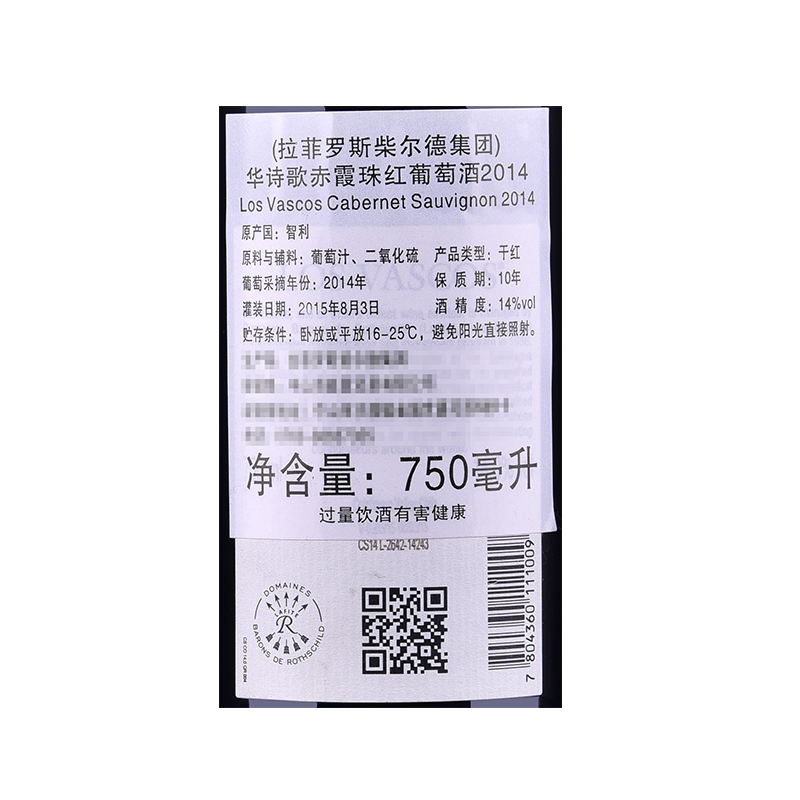 (拉菲罗斯柴尔德集团)
华诗歌赤霞珠红葡萄酒2014
Los Vascos Cabernet Sauvignon 2014
原产国：智利
原料与辅料：葡萄汁、二氧化硫 产品类型：干红
葡萄采摘年份：2014年 保 质 期：10年
灌装日期：2015年8月3日 酒 精 度：14%vol
贮存条件：卧放或平放16-25℃，避免阳光直接照射。
净含量：750毫升
过量饮酒有害健康
CS14 L-2642-14243
DOMAINES
LAFITE
R
BARONS DE ROTHSCHILD
7 804360 111009